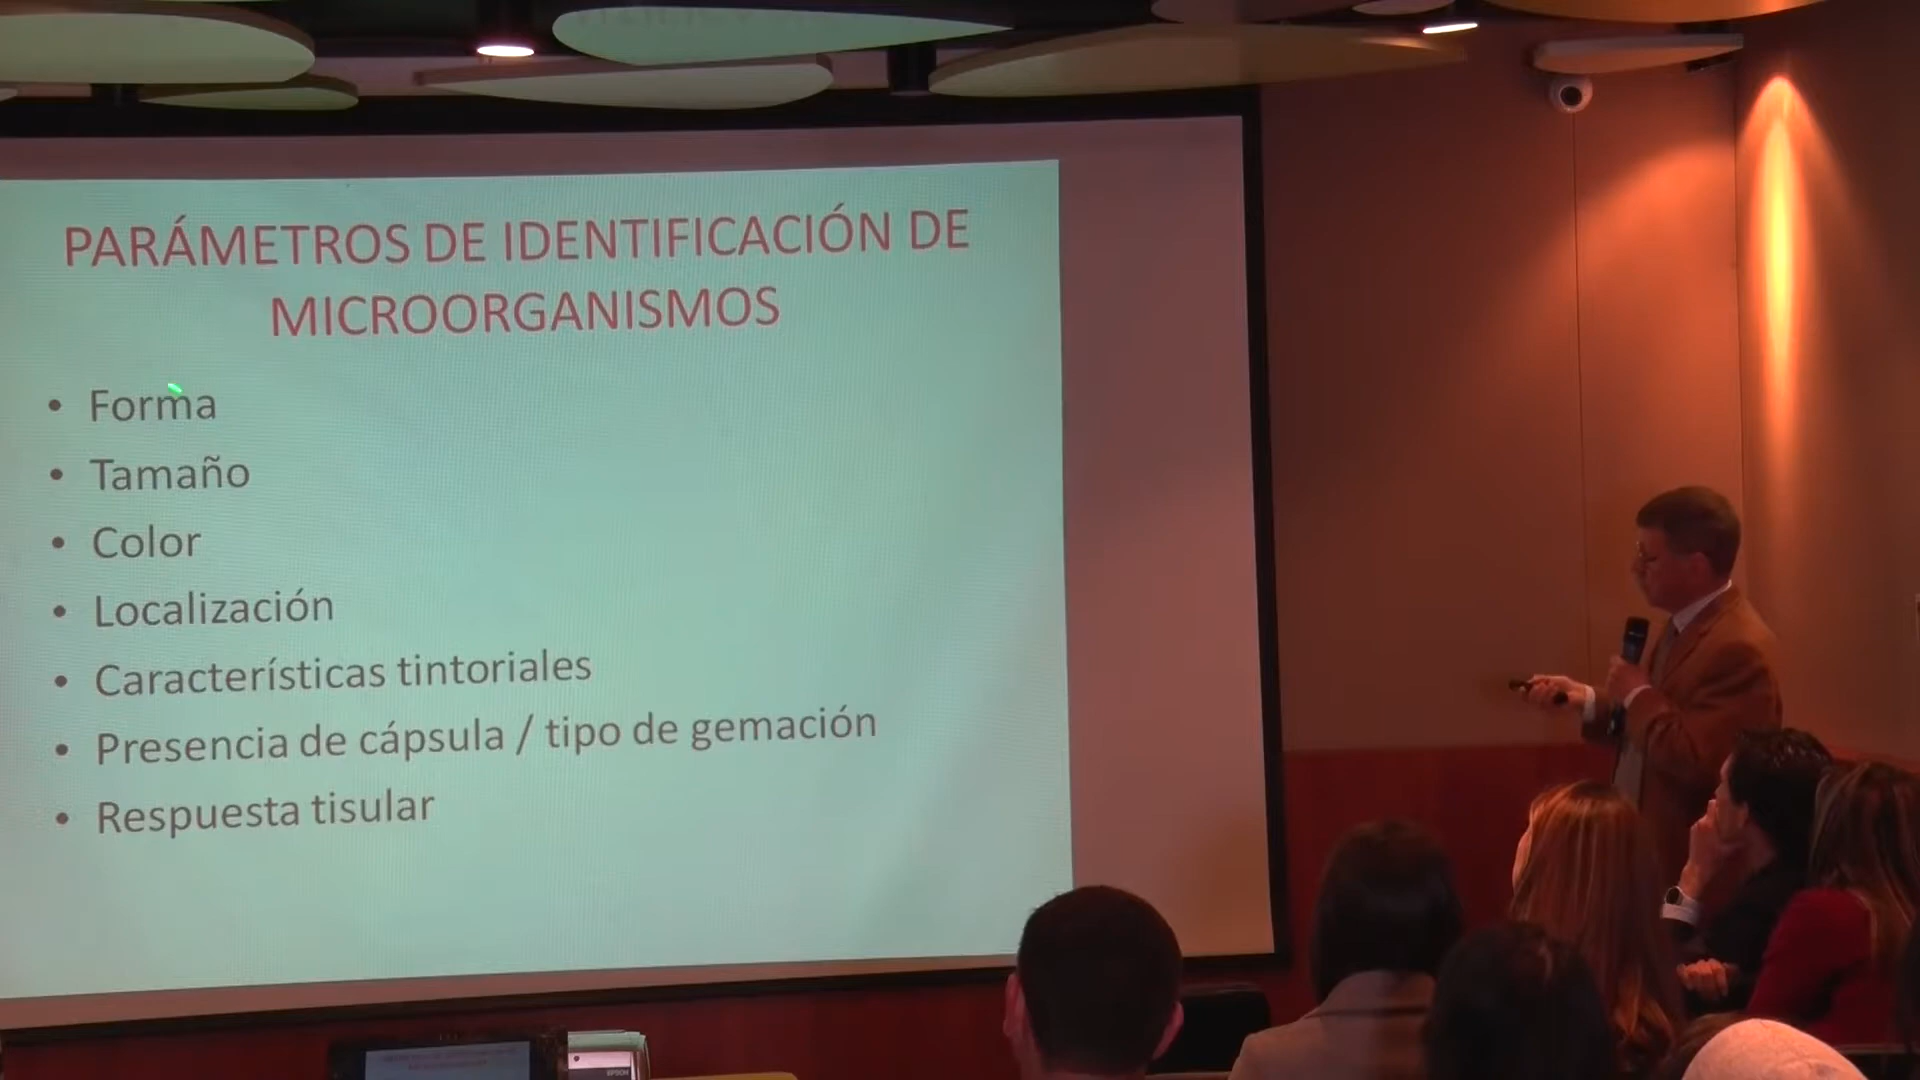 PARÁMETROS DE IDENTIFICACIÓN DE
MICROORGANISMOS
• Forma
• Tamaño
• Color
• Localización
• Características tintoriales
• Presencia de cápsula / tipo de gemación
• Respuesta tisular
EPSON